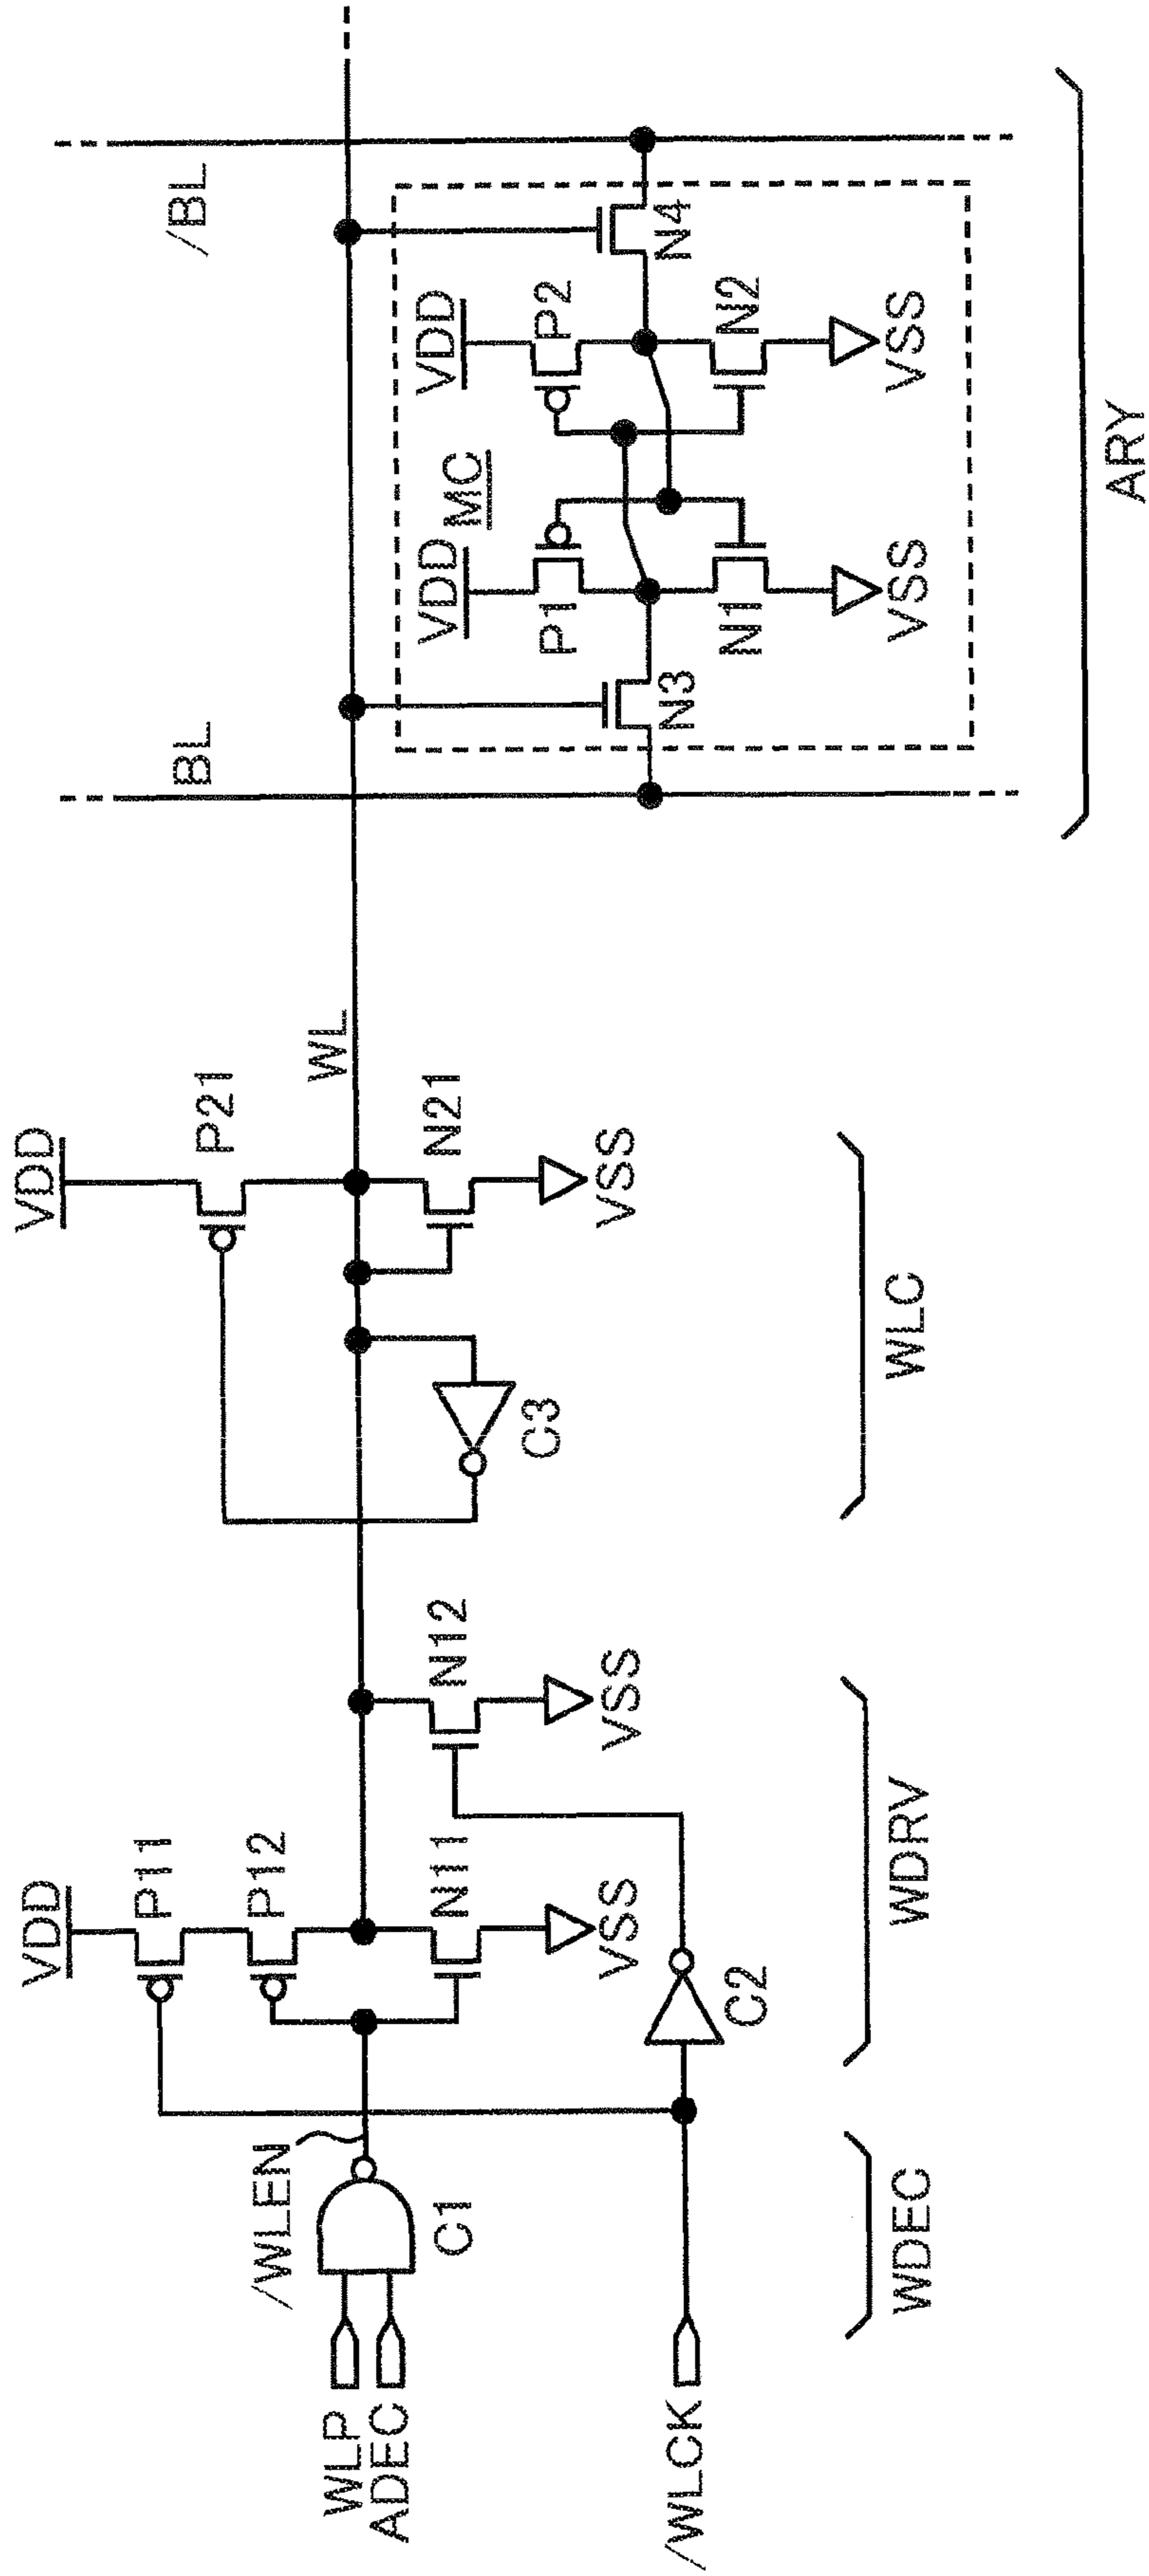 WLP
ADEC
/WLCK
/WLEN
C1
WDEC
VDD
P11
P12
N11
VSS
C2
N12
VSS
WDRV
C3
VDD
P21
N21
VSS
WLC
WL
BL
/BL
N3
VDD
P1
N1
VSS
MC
VDD
P2
N2
VSS
N4
ARY